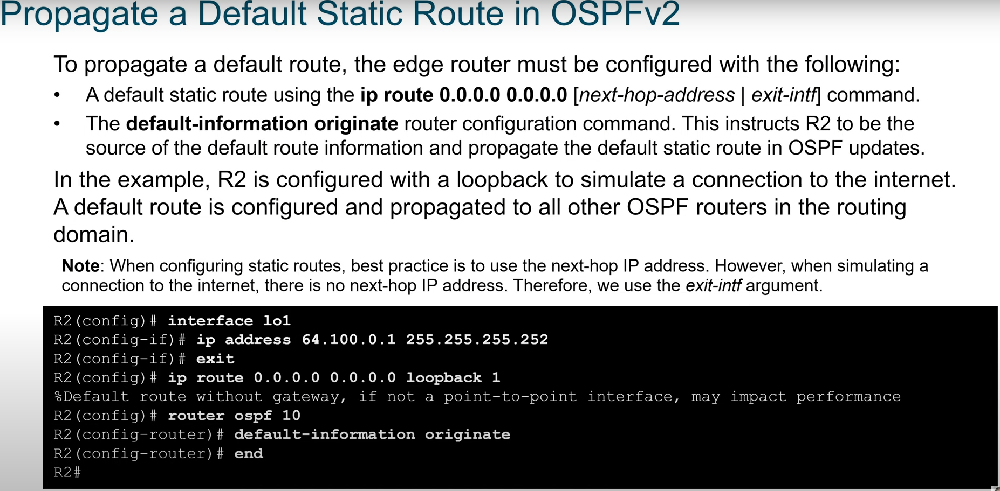 Propagate a Default Static Route in OSPFv2
To propagate a default route, the edge router must be configured with the following:
• A default static route using the ip route 0.0.0.0 0.0.0.0 [next-hop-address | exit-intf] command.
• The default-information originate router configuration command. This instructs R2 to be the
source of the default route information and propagate the default static route in OSPF updates.
In the example, R2 is configured with a loopback to simulate a connection to the internet.
A default route is configured and propagated to all other OSPF routers in the routing
domain.
Note: When configuring static routes, best practice is to use the next-hop IP address. However, when simulating a
connection to the internet, there is no next-hop IP address. Therefore, we use the exit-intf argument.
R2(config)# interface lo1
R2(config-if)# ip address 64.100.0.1 255.255.255.252
R2(config-if)# exit
R2(config)# ip route 0.0.0.0 0.0.0.0 loopback 1
%Default route without gateway, if not a point-to-point interface, may impact performance
R2(config)# router ospf 10
R2(config-router)# default-information originate
R2(config-router)# end
R2#